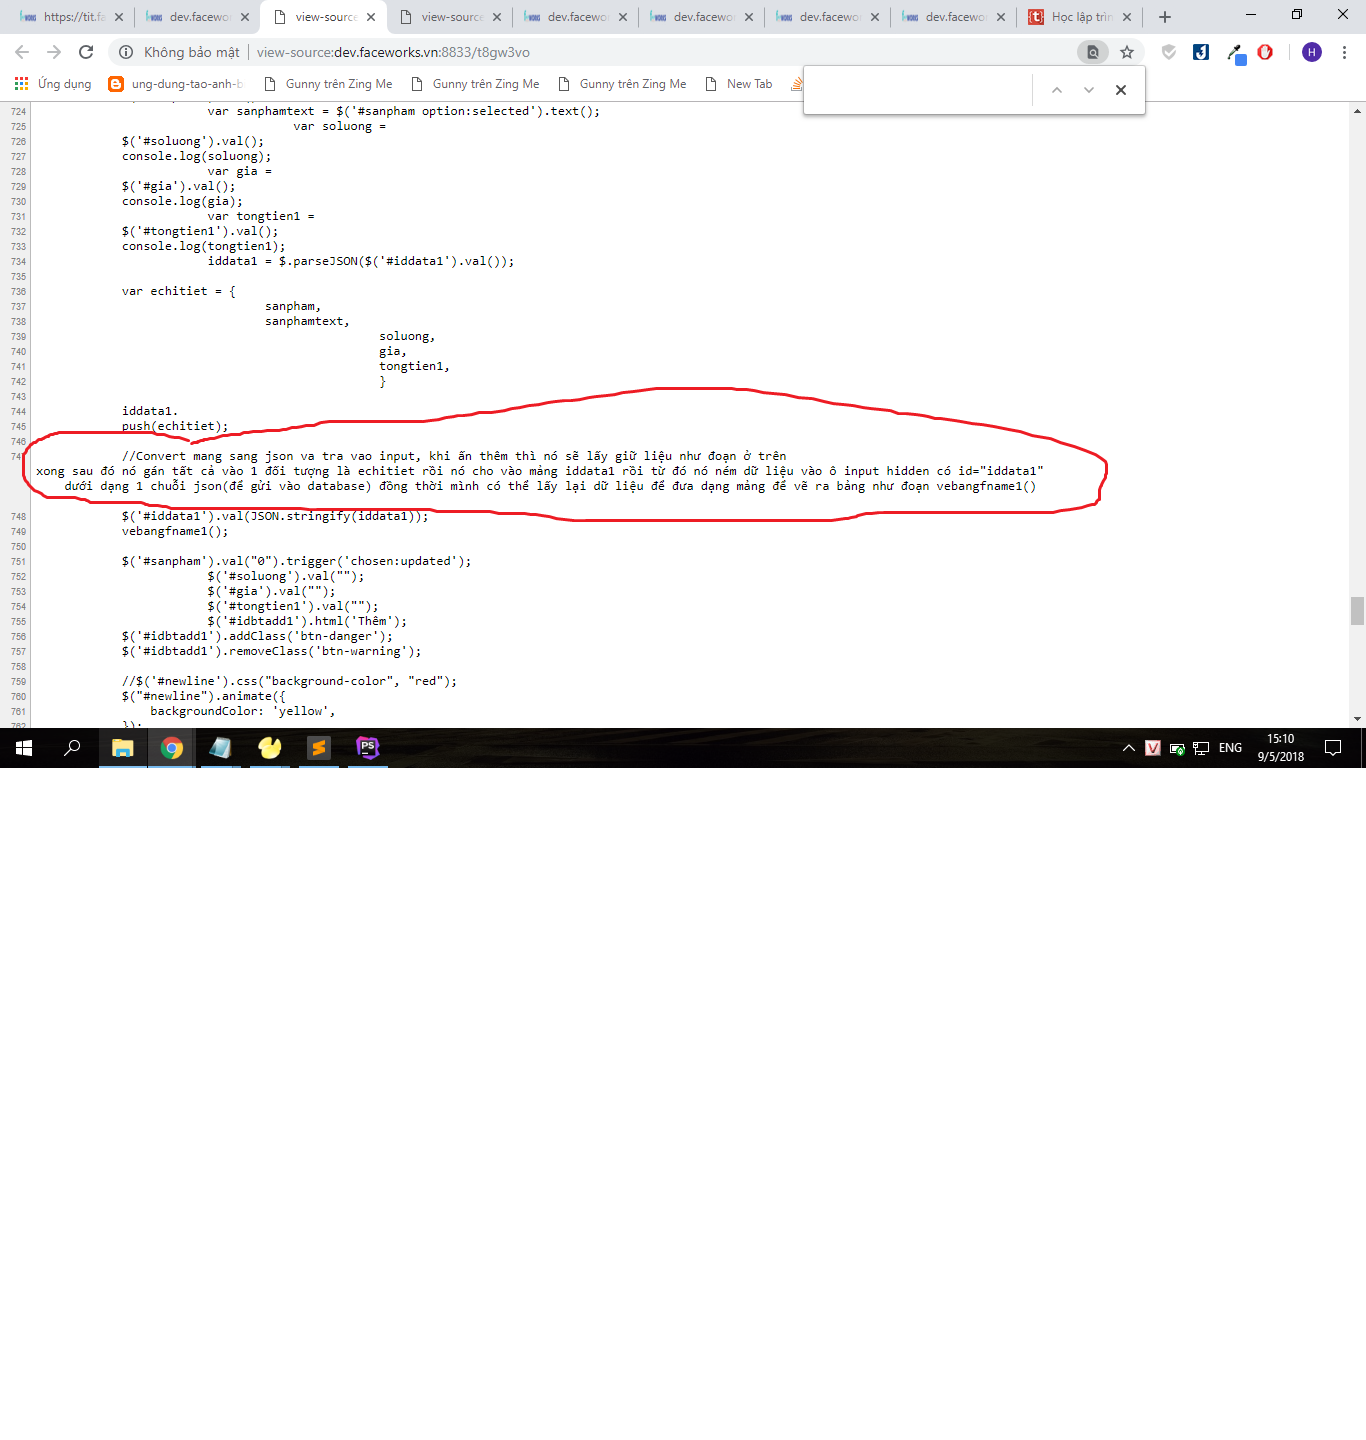 https://tit.fa
dev.facewor
view-source
view-source
dev.facewor
dev.facewor
dev.facewor
dev.facewor
Học lập trìn
Không bảo mật
view-source:dev.faceworks.vn:8833/t8gw3vo
H
Ứng dụng
ung-dung-tao-anh-b
Gunny trên Zing Me
Gunny trên Zing Me
Gunny trên Zing Me
New Tab
724 var sanphamtext = $('#sanpham option:selected').text();
725 var soluong =
726 $('#soluong').val();
727 console.log(soluong);
728 var gia =
729 $('#gia').val();
730 console.log(gia);
731 var tongtien1 =
732 $('#tongtien1').val();
733 console.log(tongtien1);
734 iddata1 = $.parseJSON($('#iddata1').val());
735
736 var echitiet = {
737 sanpham,
738 sanphamtext,
739 soluong,
740 gia,
741 tongtien1,
742 }
743
744 iddata1.
745 push(echitiet);
746
747 //Convert mang sang json va tra vao input, khi ấn thêm thì nó sẽ lấy giữ liệu như đoạn ở trên
xong sau đó nó gán tất cả vào 1 đối tượng là echitiet rồi nó cho vào mảng iddata1 rồi từ đó nó ném dữ liệu vào ô input hidden có id="iddata1"
dưới dạng 1 chuỗi json(để gửi vào database) đồng thời mình có thể lấy lại dữ liệu để đưa dạng mảng để vẽ ra bảng như đoạn vebangfname1()
748 $('#iddata1').val(JSON.stringify(iddata1));
749 vebangfname1();
750
751 $('#sanpham').val("0").trigger('chosen:updated');
752 $('#soluong').val("");
753 $('#gia').val("");
754 $('#tongtien1').val("");
755 $('#idbtadd1').html('Thêm');
756 $('#idbtadd1').addClass('btn-danger');
757 $('#idbtadd1').removeClass('btn-warning');
758
759 //$('#newline').css("background-color", "red");
760 $("#newline").animate({
761 backgroundColor: 'yellow',
762 });
PS
V
ENG
15:10
9/5/2018